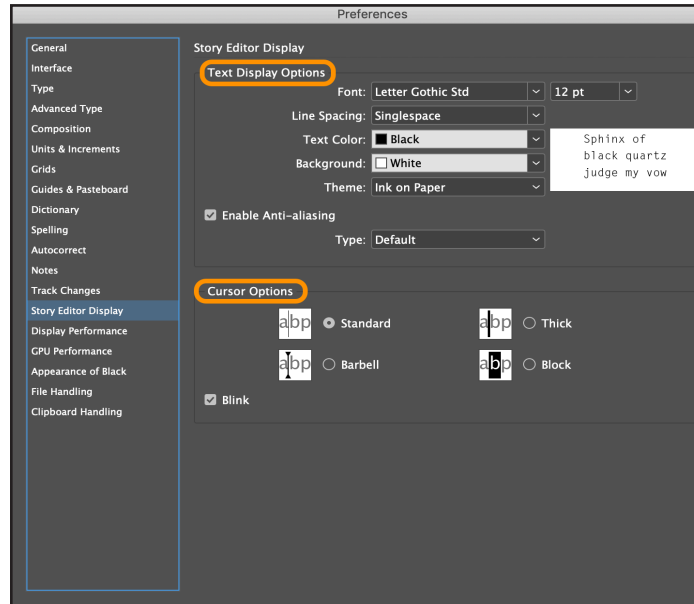 Preferences
General
Interface
Type
Advanced Type
Composition
Units & Increments
Grids
Guides & Pasteboard
Dictionary
Spelling
Autocorrect
Notes
Track Changes
Story Editor Display
Display Performance
GPU Performance
Appearance of Black
File Handling
Clipboard Handling
Story Editor Display
Text Display Options
Font: Letter Gothic Std 12 pt
Line Spacing: Singlespace
Text Color: Black
Background: White
Theme: Ink on Paper
Sphinx of
black quartz
judge my vow
Enable Anti-aliasing
Type: Default
Cursor Options
abp Standard abp Thick
abp Barbell abp Block
Blink